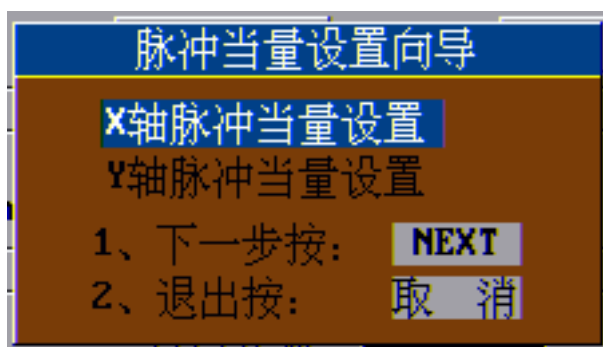 脉冲当量设置向导
X轴脉冲当量设置
Y轴脉冲当量设置
1、下一步按： NEXT
2、退出按： 取 消